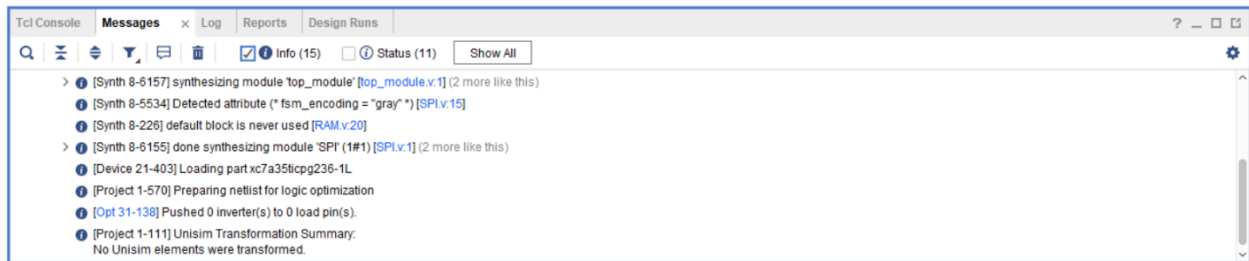 Tcl Console Messages × Log Reports Design Runs ? _
Info (15) Status (11) Show All
> [Synth 8-6157] synthesizing module 'top_module' [top_module.v:1] (2 more like this)
[Synth 8-5534] Detected attribute (* fsm_encoding = "gray" *) [SPI.v:15]
[Synth 8-226] default block is never used [RAM.v:20]
> [Synth 8-6155] done synthesizing module 'SPI' (1#1) [SPI.v:1] (2 more like this)
[Device 21-403] Loading part xc7a35ticpg236-1L
[Project 1-570] Preparing netlist for logic optimization
[Opt 31-138] Pushed 0 inverter(s) to 0 load pin(s).
[Project 1-111] Unisim Transformation Summary:
No Unisim elements were transformed.